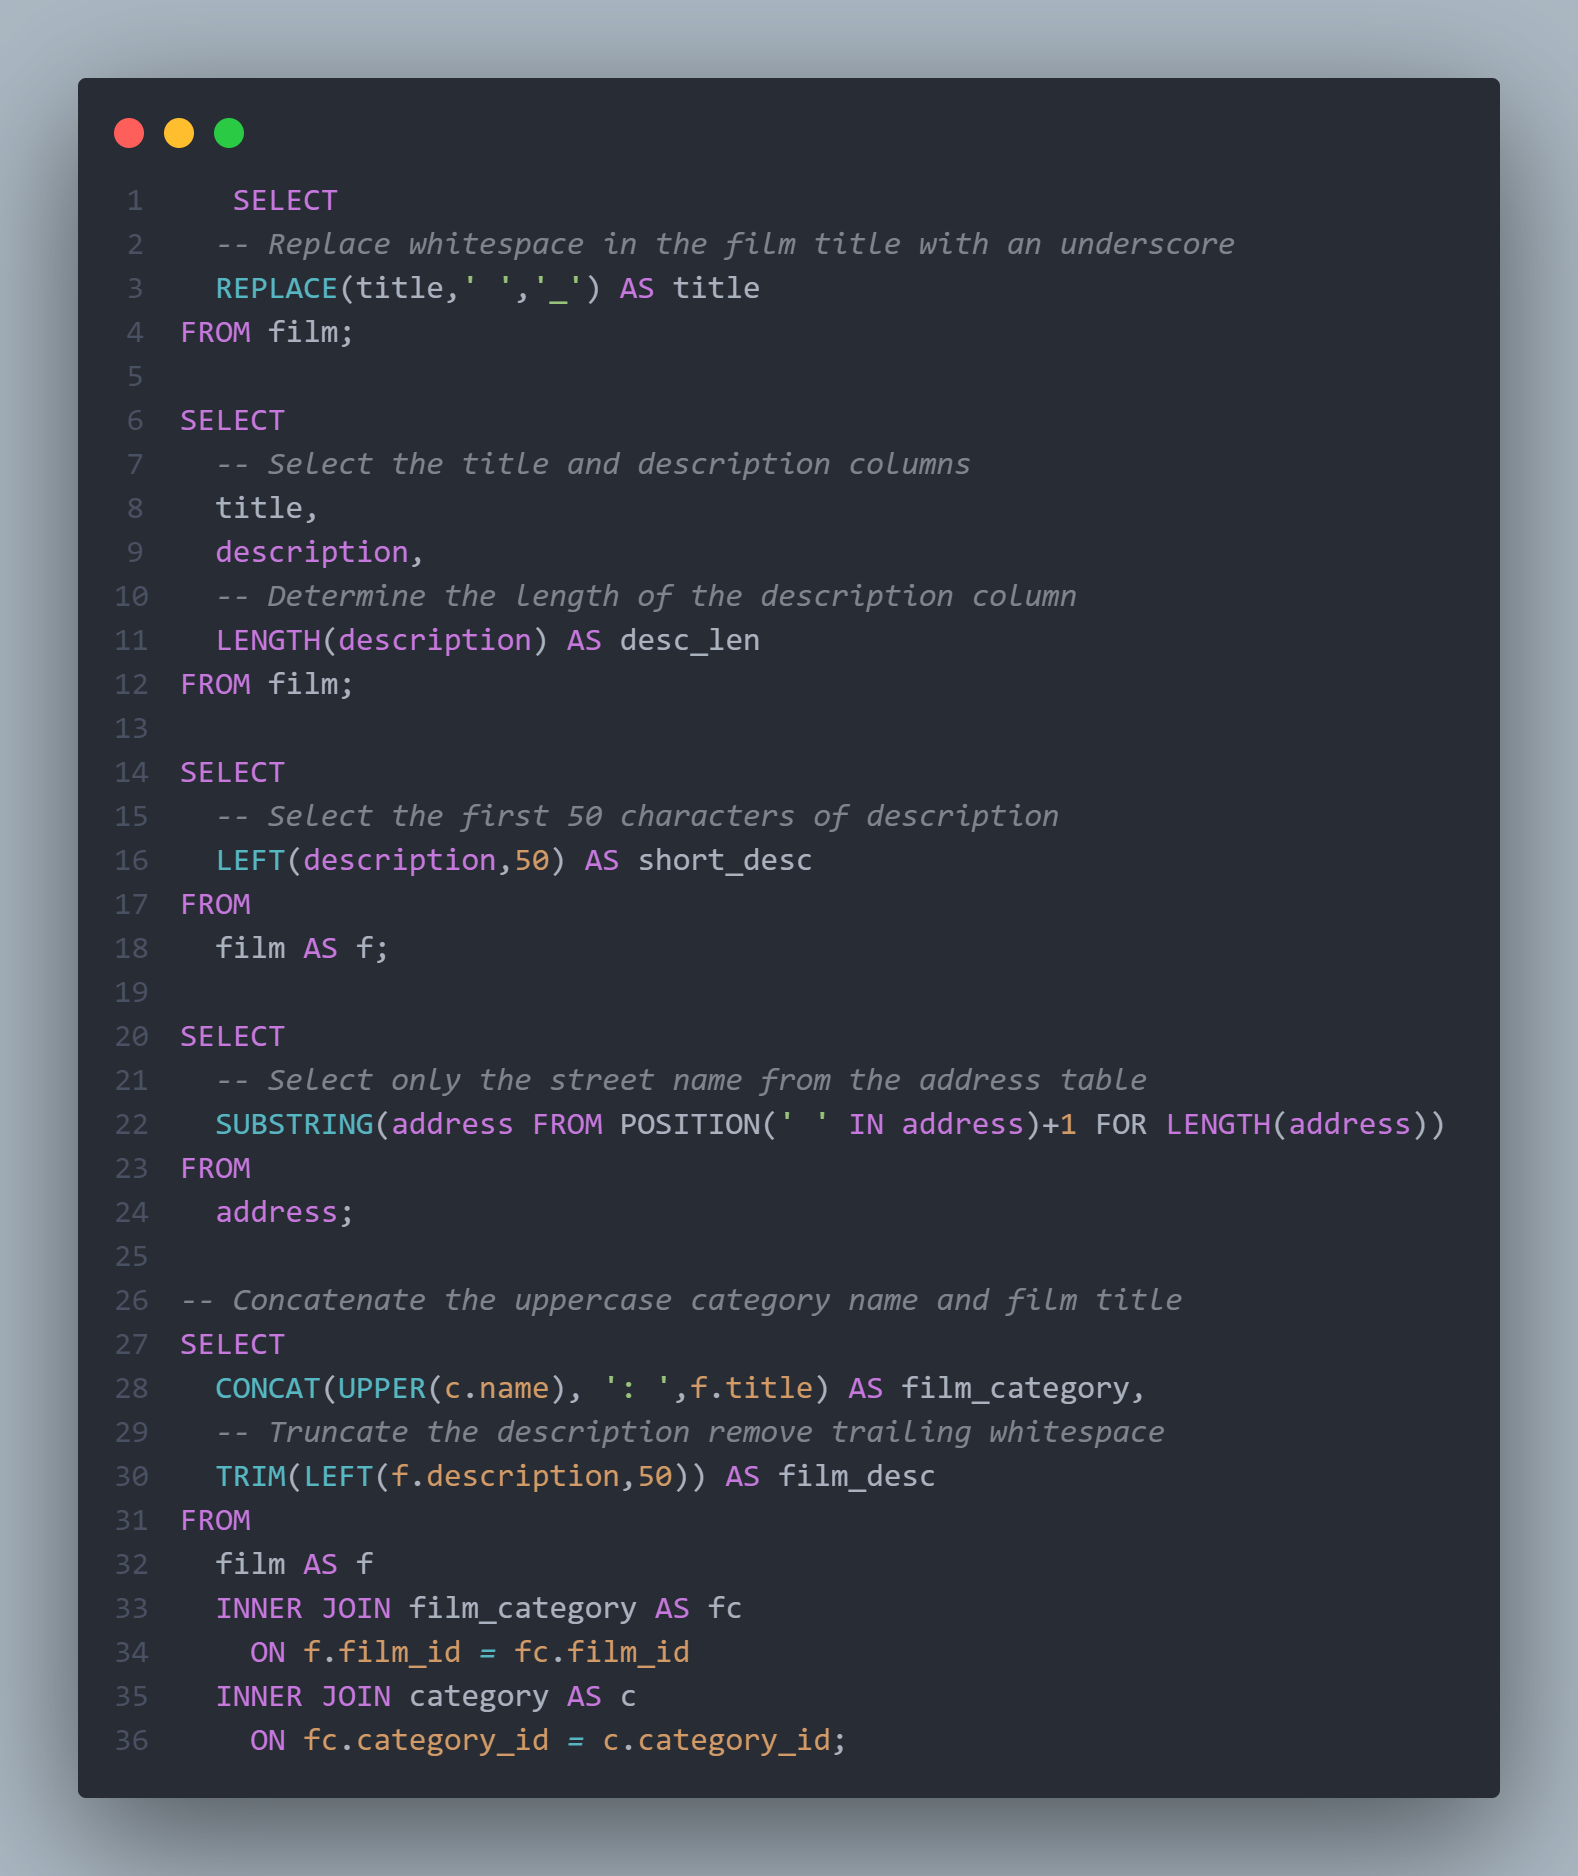 1 SELECT
2 -- Replace whitespace in the film title with an underscore
3 REPLACE(title,' ','_') AS title
4 FROM film;
5
6 SELECT
7 -- Select the title and description columns
8 title,
9 description,
10 -- Determine the length of the description column
11 LENGTH(description) AS desc_len
12 FROM film;
13
14 SELECT
15 -- Select the first 50 characters of description
16 LEFT(description,50) AS short_desc
17 FROM
18 film AS f;
19
20 SELECT
21 -- Select only the street name from the address table
22 SUBSTRING(address FROM POSITION(' ' IN address)+1 FOR LENGTH(address))
23 FROM
24 address;
25
26 -- Concatenate the uppercase category name and film title
27 SELECT
28 CONCAT(UPPER(c.name), ': ',f.title) AS film_category,
29 -- Truncate the description remove trailing whitespace
30 TRIM(LEFT(f.description,50)) AS film_desc
31 FROM
32 film AS f
33 INNER JOIN film_category AS fc
34 ON f.film_id = fc.film_id
35 INNER JOIN category AS c
36 ON fc.category_id = c.category_id;